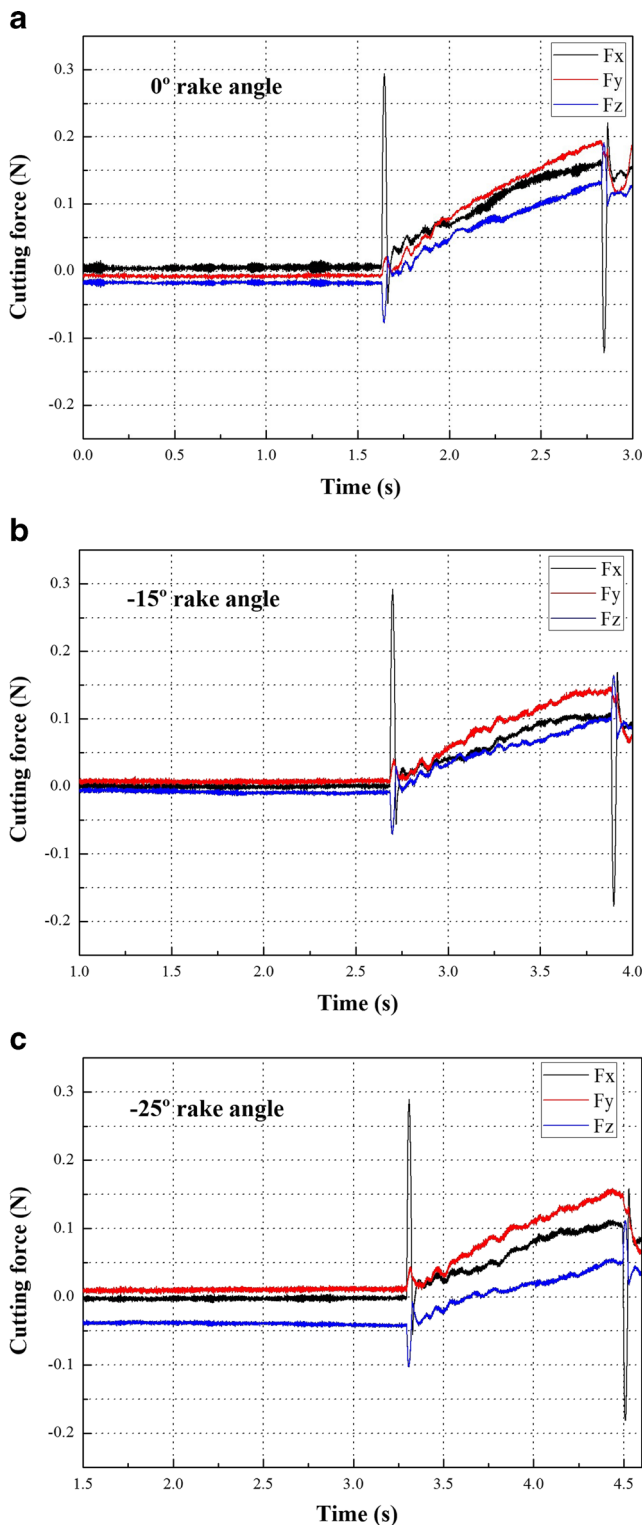 a
0.3
0.2
0.1
0.0
-0.1
-0.2
Cutting force (N)
0º rake angle
Fx
Fy
Fz
0.0 0.5 1.0 1.5 2.0 2.5 3.0
Time (s)
b
0.3
0.2
0.1
0.0
-0.1
-0.2
Cutting force (N)
-15º rake angle
Fx
Fy
Fz
1.0 1.5 2.0 2.5 3.0 3.5 4.0
Time (s)
c
0.3
0.2
0.1
0.0
-0.1
-0.2
Cutting force (N)
-25º rake angle
Fx
Fy
Fz
1.5 2.0 2.5 3.0 3.5 4.0 4.5
Time (s)